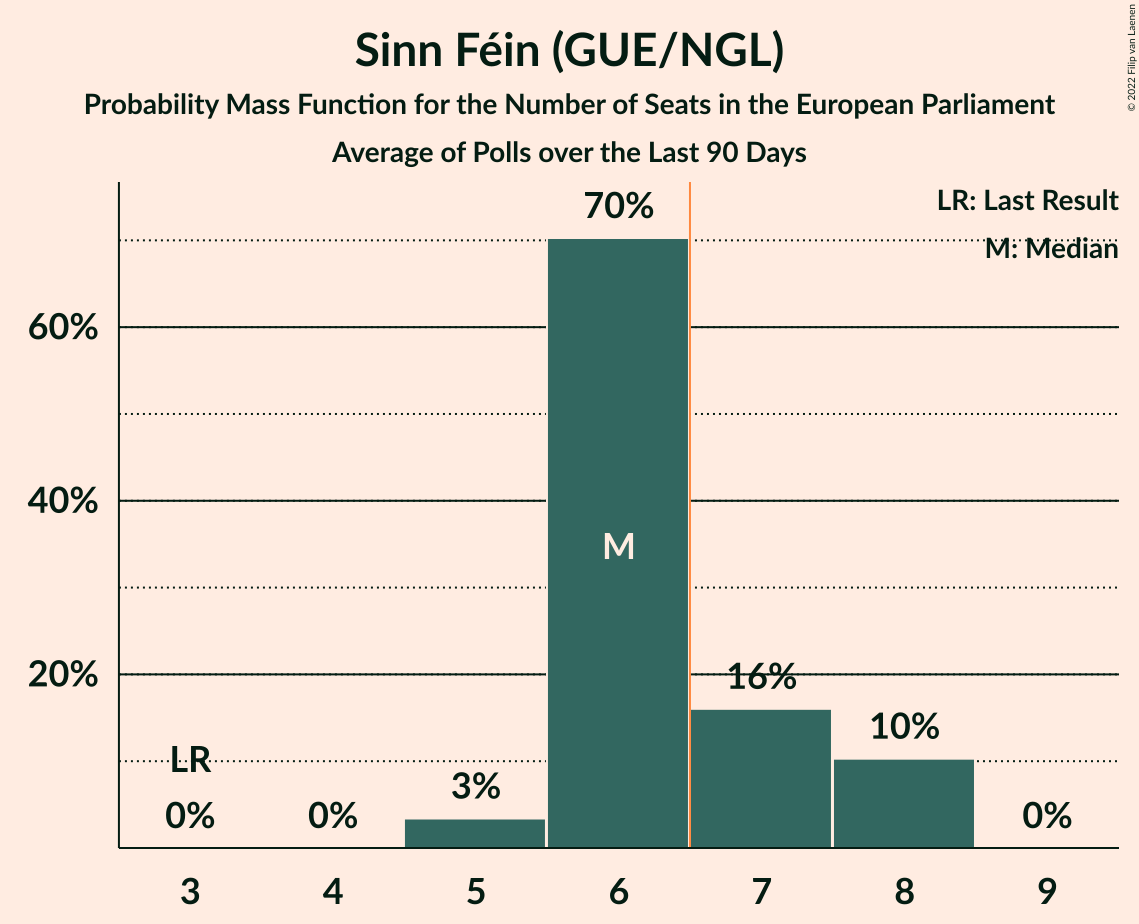 Sinn Féin (GUE/NGL)
Probability Mass Function for the Number of Seats in the European Parliament
Average of Polls over the Last 90 Days
© 2022 Filip van Laenen
LR: Last Result
M: Median
70%
60%
40%
M
20%
16%
10%
LR
3%
0%
0%
0%
3
4
5
6
7
8
9